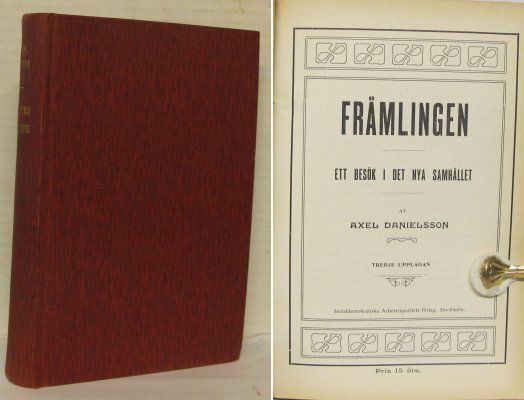 FRÄMLINGEN
ETT BESÖK I DET NYA SAMHÄLLET
AV
AXEL DANIELSSON
TREDJE UPPLAGAN
Socialdemokratiska Arbetarepartiets förlag, Stockholm.
Pris 15 öre.